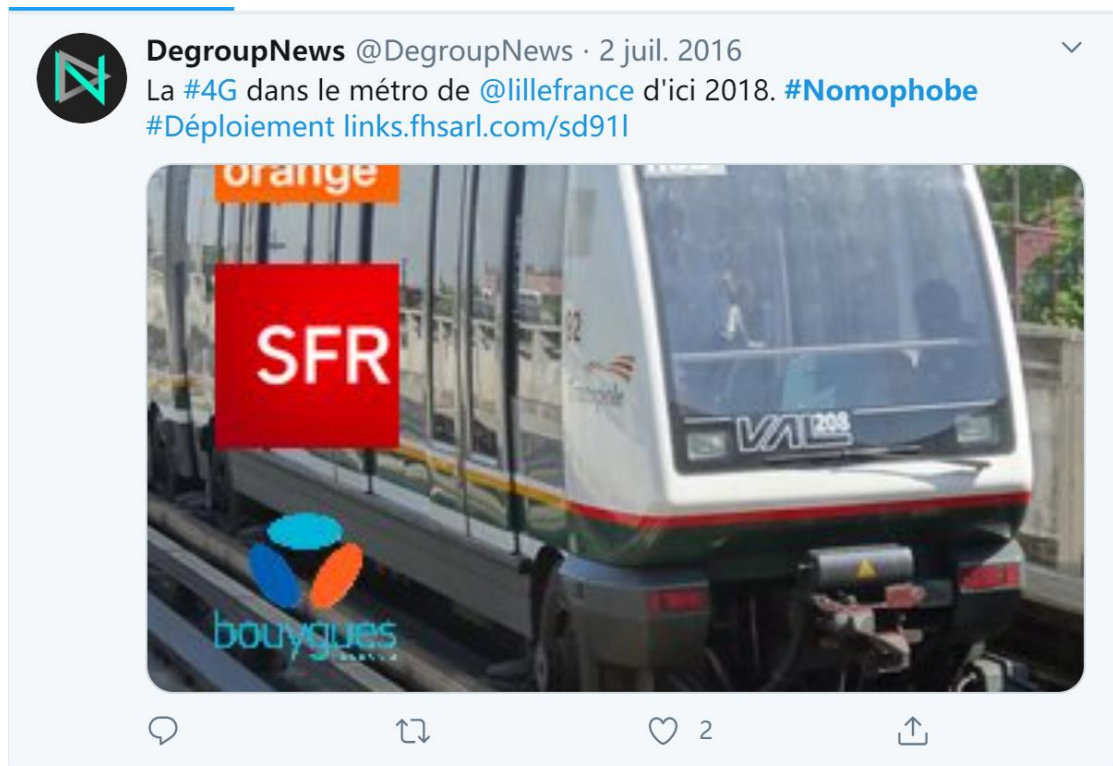 DegroupNews @DegroupNews · 2 juil. 2016
La #4G dans le métro de @lillefrance d'ici 2018. #Nomophobe
#Déploiement links.fhsarl.com/sd91l
orange
SFR
VAL 208
bouygues
2